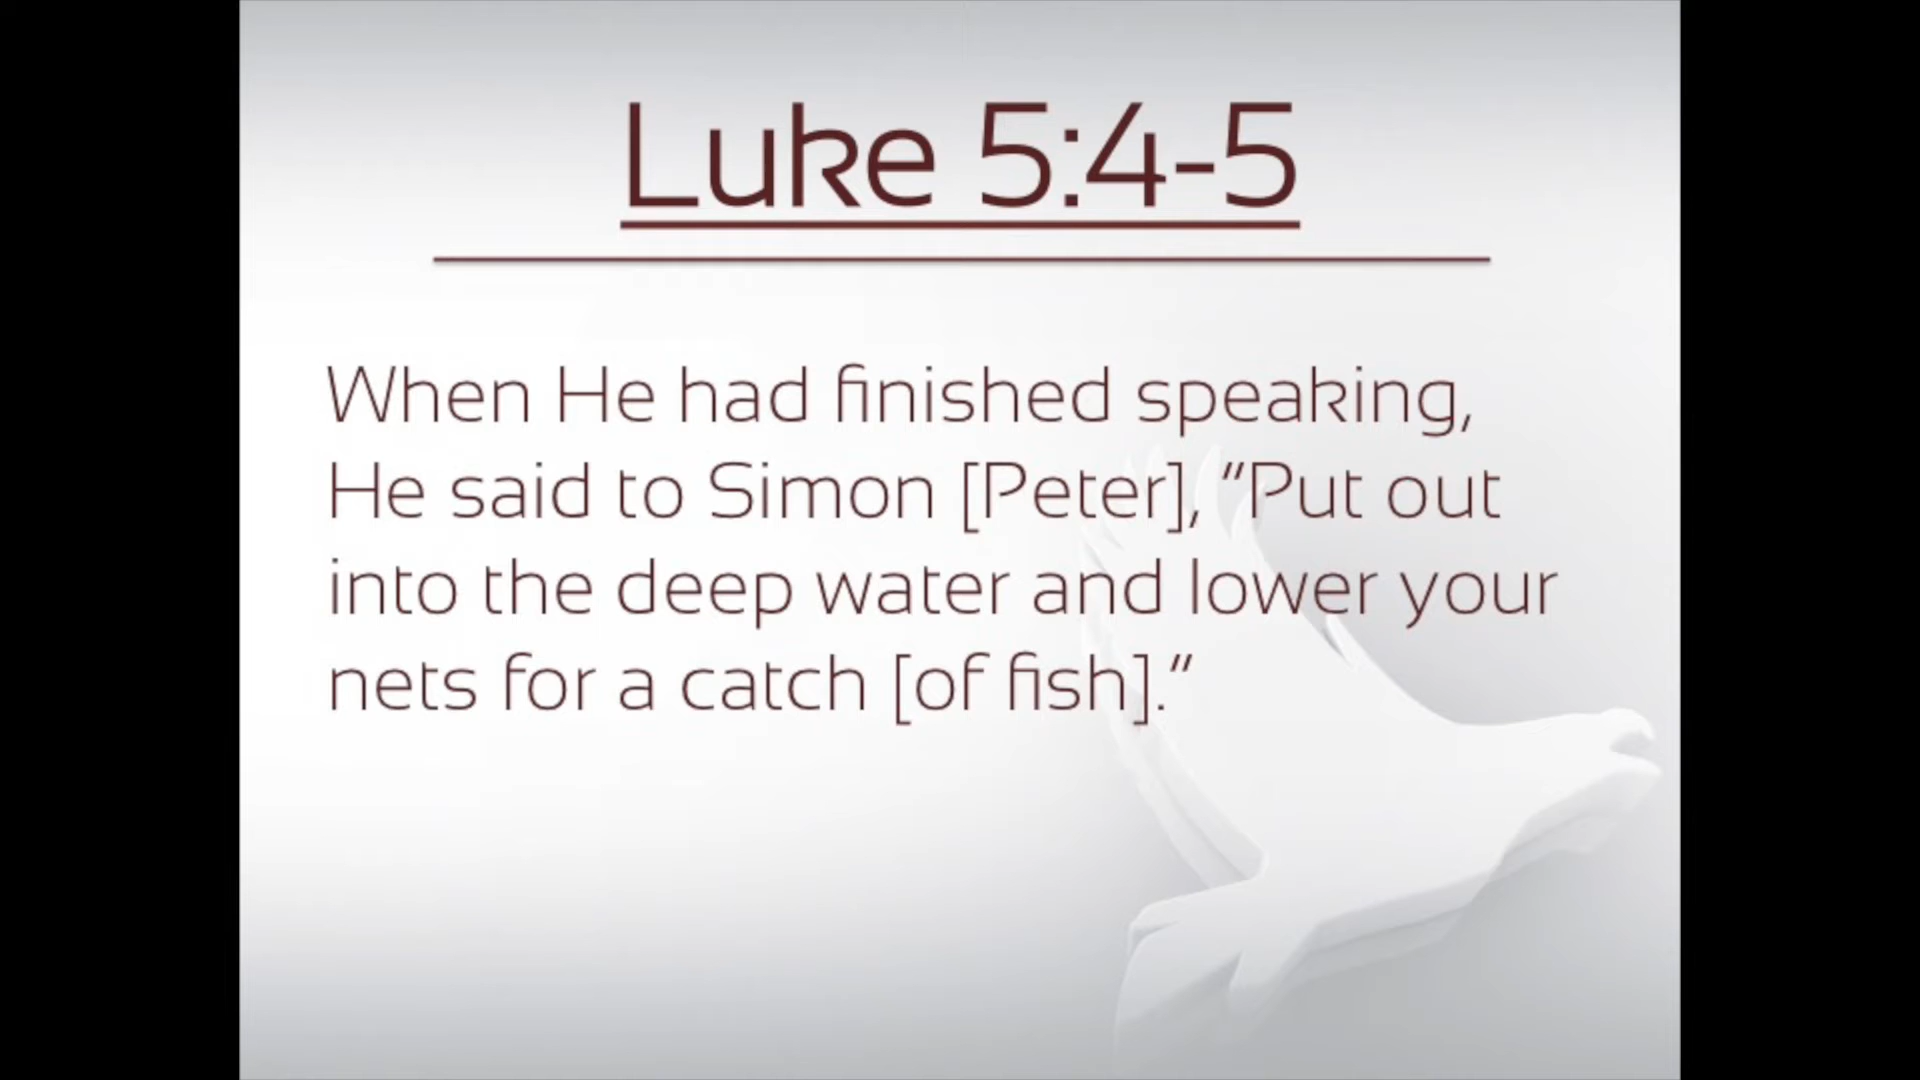 Luke 5:4-5
When He had finished speaking,
He said to Simon [Peter], “Put out
into the deep water and lower your
nets for a catch [of fish].”